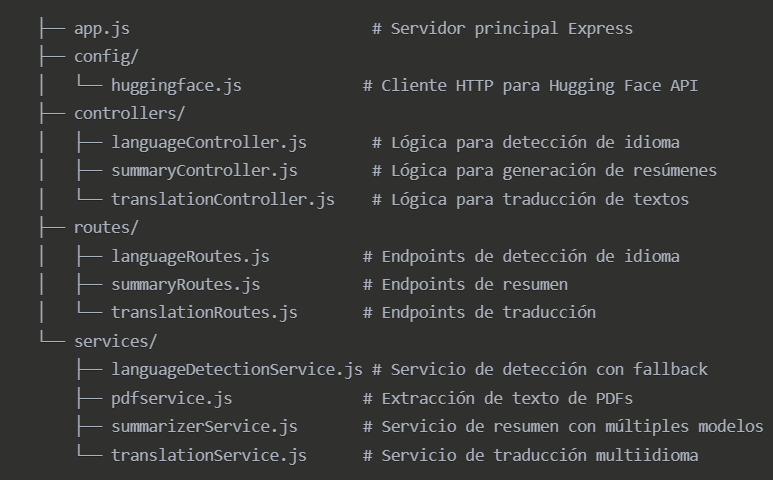 ├── app.js                          # Servidor principal Express
├── config/
│   └── huggingface.js             # Cliente HTTP para Hugging Face API
├── controllers/
│   ├── languageController.js       # Lógica para detección de idioma
│   ├── summaryController.js        # Lógica para generación de resúmenes
│   └── translationController.js    # Lógica para traducción de textos
├── routes/
│   ├── languageRoutes.js          # Endpoints de detección de idioma
│   ├── summaryRoutes.js           # Endpoints de resumen
│   └── translationRoutes.js       # Endpoints de traducción
└── services/
    ├── languageDetectionService.js # Servicio de detección con fallback
    ├── pdfservice.js              # Extracción de texto de PDFs
    ├── summarizerService.js       # Servicio de resumen con múltiples modelos
    └── translationService.js      # Servicio de traducción multiidioma